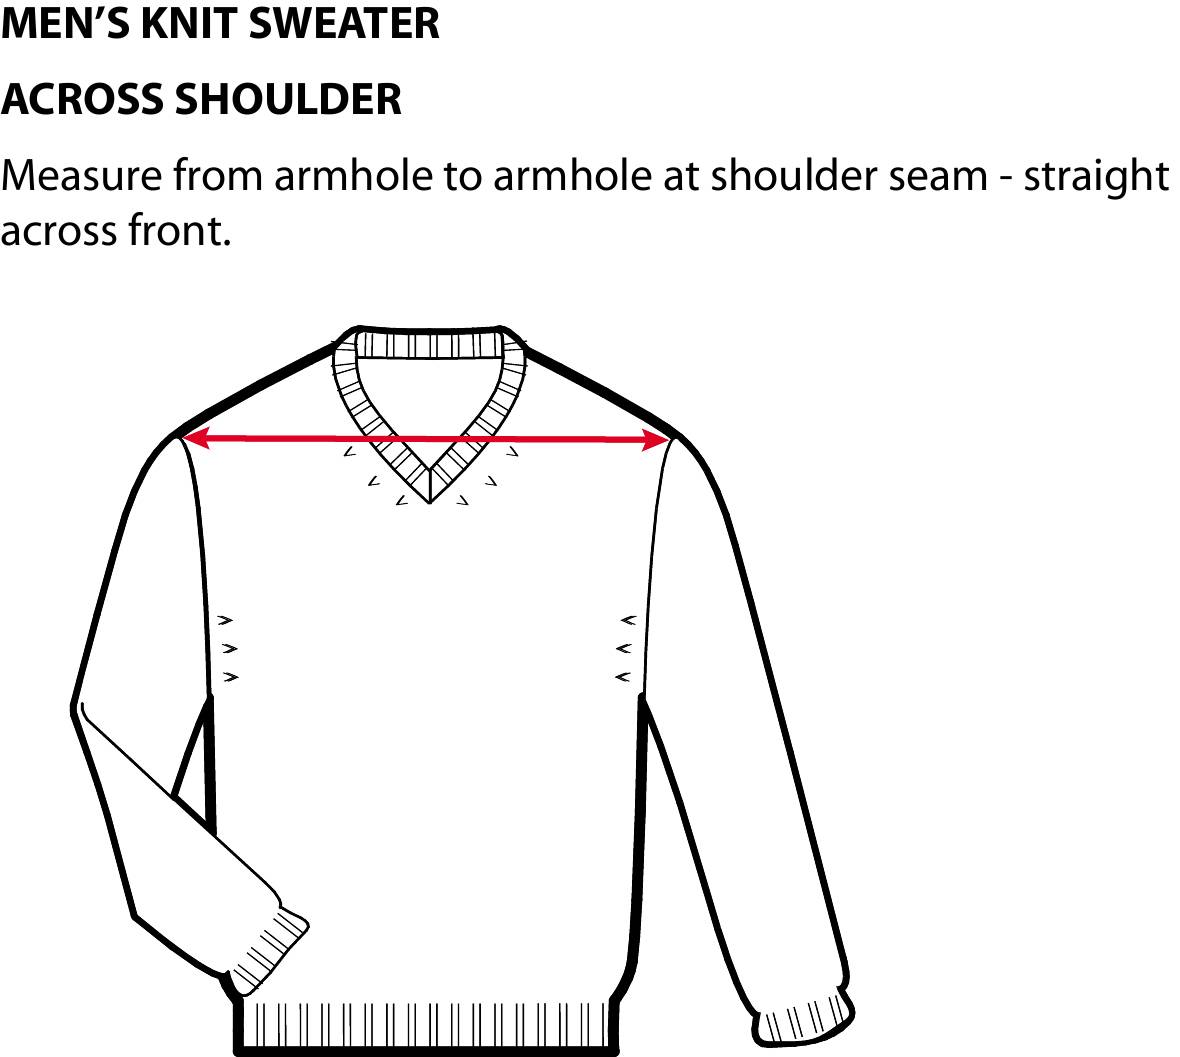 MEN’S KNIT SWEATER
ACROSS SHOULDER
Measure from armhole to armhole at shoulder seam - straight
across front.